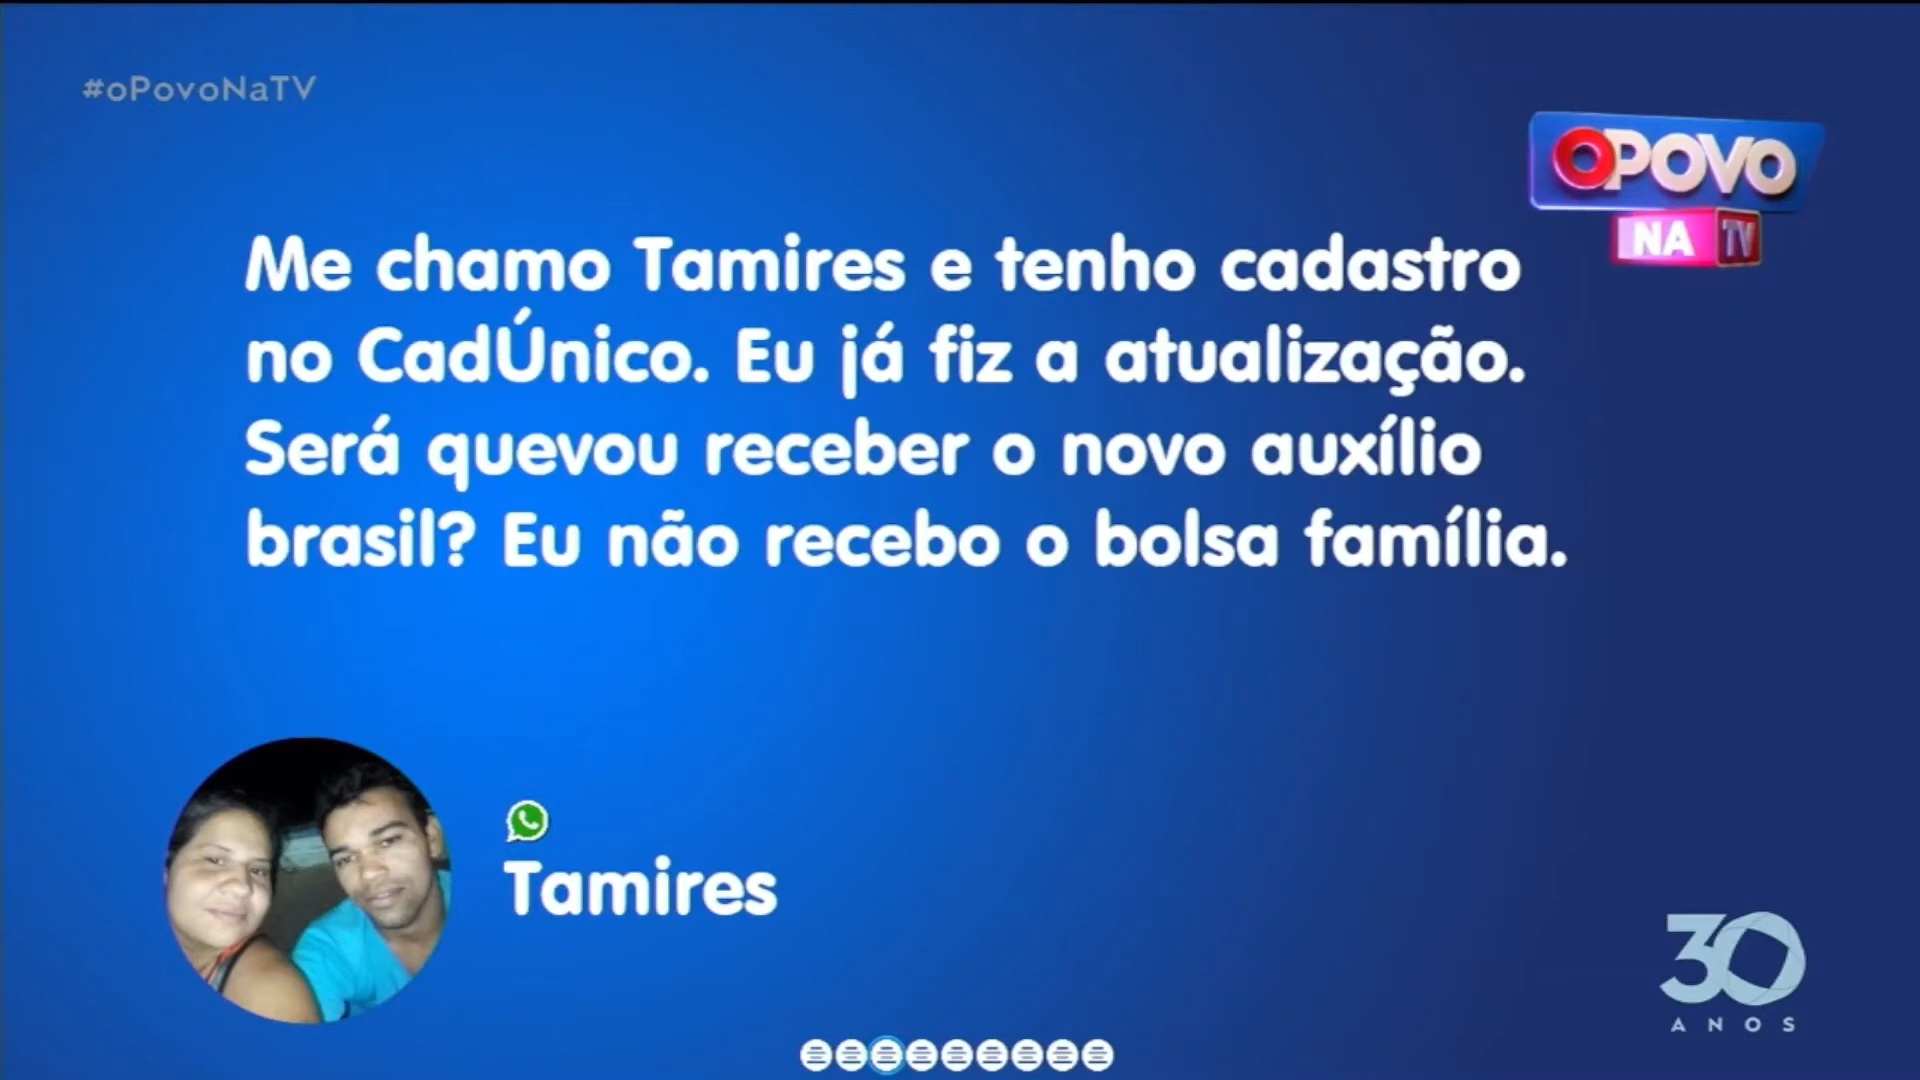 #oPovoNaTV
OPOVO
NA TV
Me chamo Tamires e tenho cadastro
no CadÚnico. Eu já fiz a atualização.
Será quevou receber o novo auxílio
brasil? Eu não recebo o bolsa família.
Tamires
30
ANOS